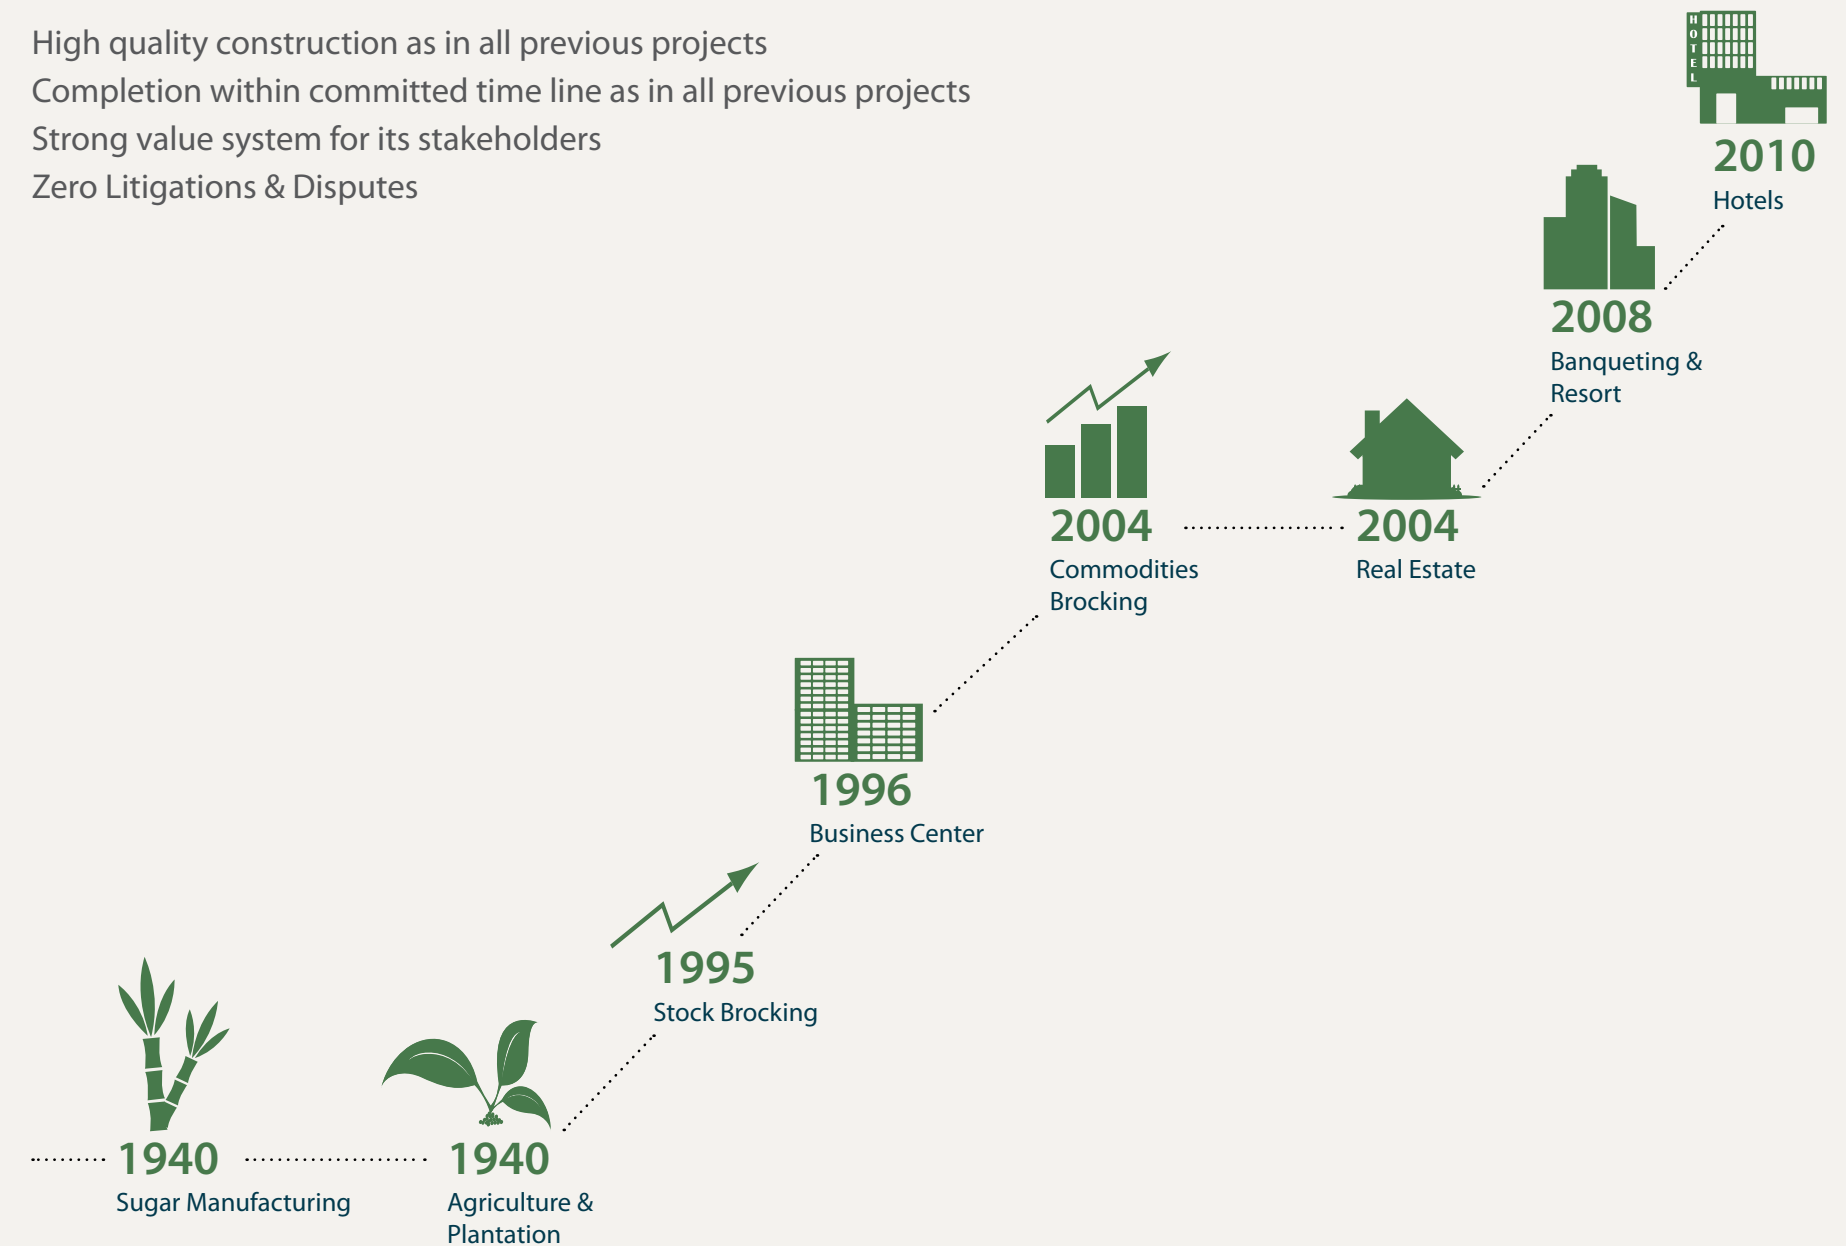 High quality construction as in all previous projects
Completion within committed time line as in all previous projects
Strong value system for its stakeholders
Zero Litigations & Disputes
HOTEL
2010
Hotels
2008
Banqueting &
Resort
2004
Commodities
Brocking
2004
Real Estate
1996
Business Center
1995
Stock Brocking
1940
Sugar Manufacturing
1940
Agriculture &
Plantation